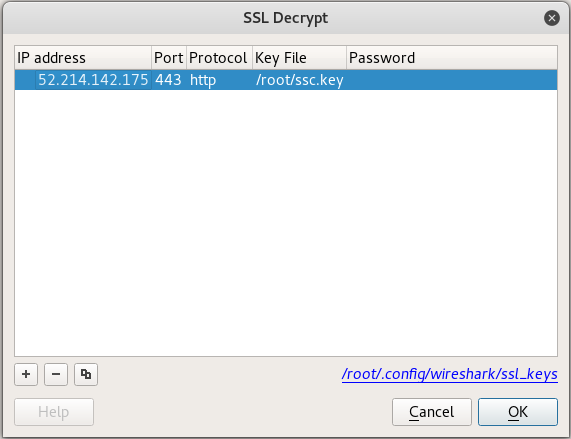 SSL Decrypt
IP address Port Protocol Key File Password
52.214.142.175 443 http /root/ssc.key
/root/.config/wireshark/ssl_keys
Help Cancel OK